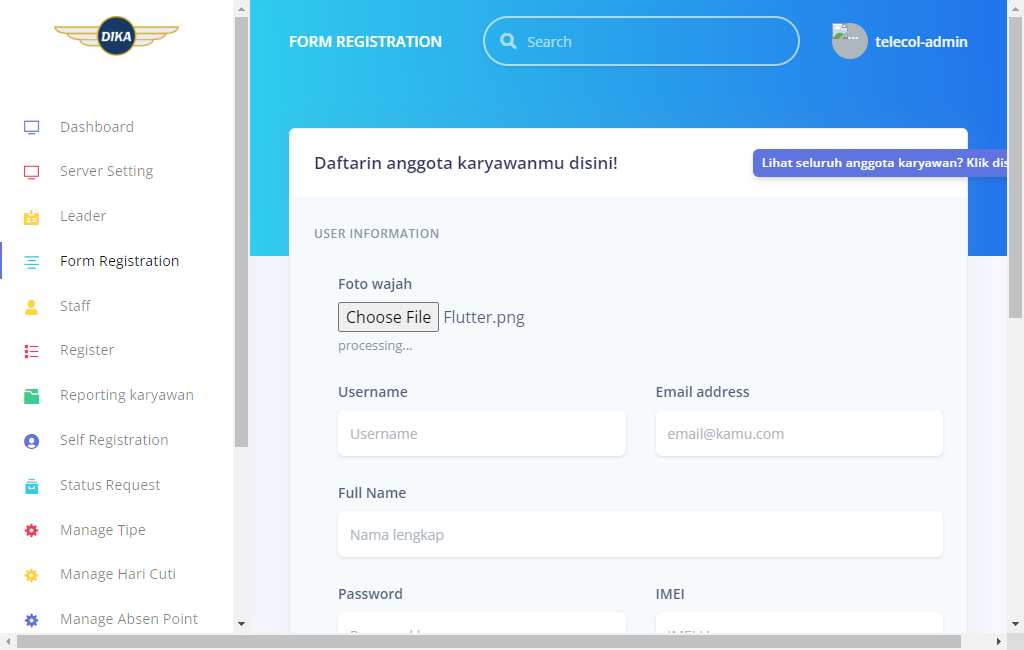 DIKA
FORM REGISTRATION
Search
telecol-admin
Dashboard
Server Setting
Leader
Form Registration
Staff
Register
Reporting karyawan
Self Registration
Status Request
Manage Tipe
Manage Hari Cuti
Manage Absen Point
Daftarin anggota karyawanmu disini!
Lihat seluruh anggota karyawan? Klik dis
USER INFORMATION
Foto wajah
Choose File Flutter.png
processing...
Username
Email address
Username
email@kamu.com
Full Name
Nama lengkap
Password
IMEI